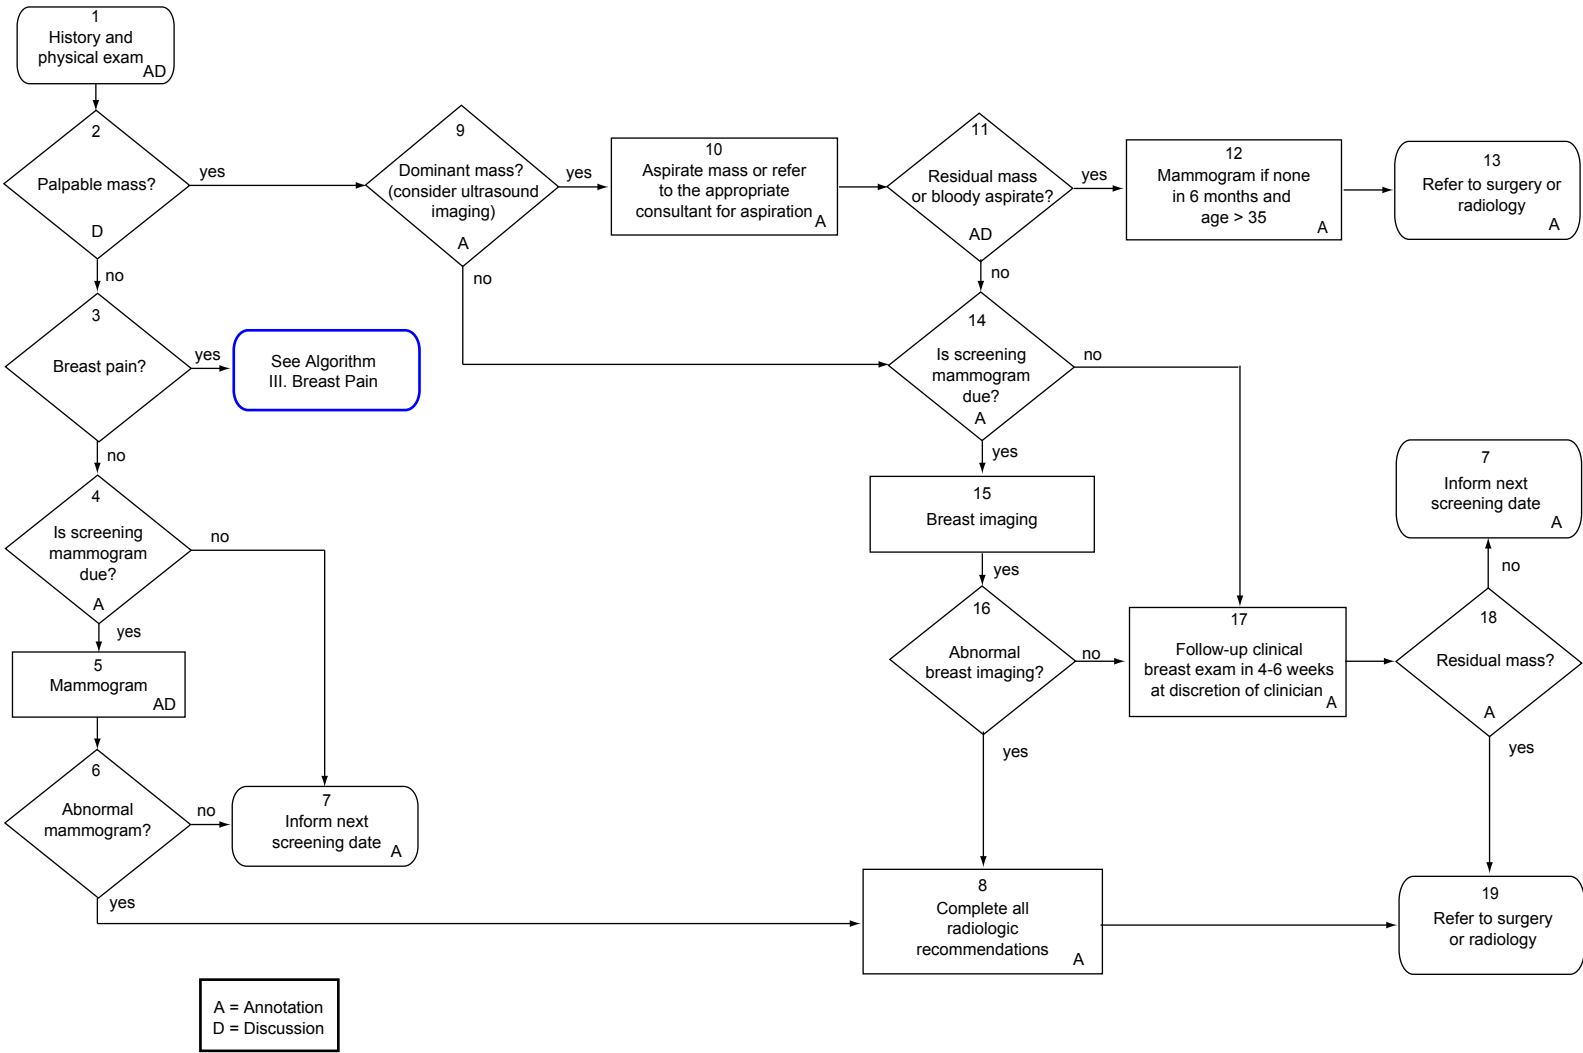 1
History and
physical exam
AD
2
Palpable mass?
D
yes
no
3
Breast pain?
yes
no
See Algorithm
III. Breast Pain
4
Is screening
mammogram
due?
A
no
yes
5
Mammogram
AD
6
Abnormal
mammogram?
no
yes
7
Inform next
screening date
A
9
Dominant mass?
(consider ultrasound
imaging)
A
yes
no
10
Aspirate mass or refer
to the appropriate
consultant for aspiration
A
11
Residual mass
or bloody aspirate?
AD
yes
no
12
Mammogram if none
in 6 months and
age > 35
A
13
Refer to surgery or
radiology
A
14
Is screening
mammogram
due?
A
no
yes
15
Breast imaging
yes
16
Abnormal
breast imaging?
no
yes
17
Follow-up clinical
breast exam in 4-6 weeks
at discretion of clinician
A
7
Inform next
screening date
A
no
18
Residual mass?
A
yes
8
Complete all
radiologic
recommendations
A
19
Refer to surgery
or radiology
A = Annotation
D = Discussion